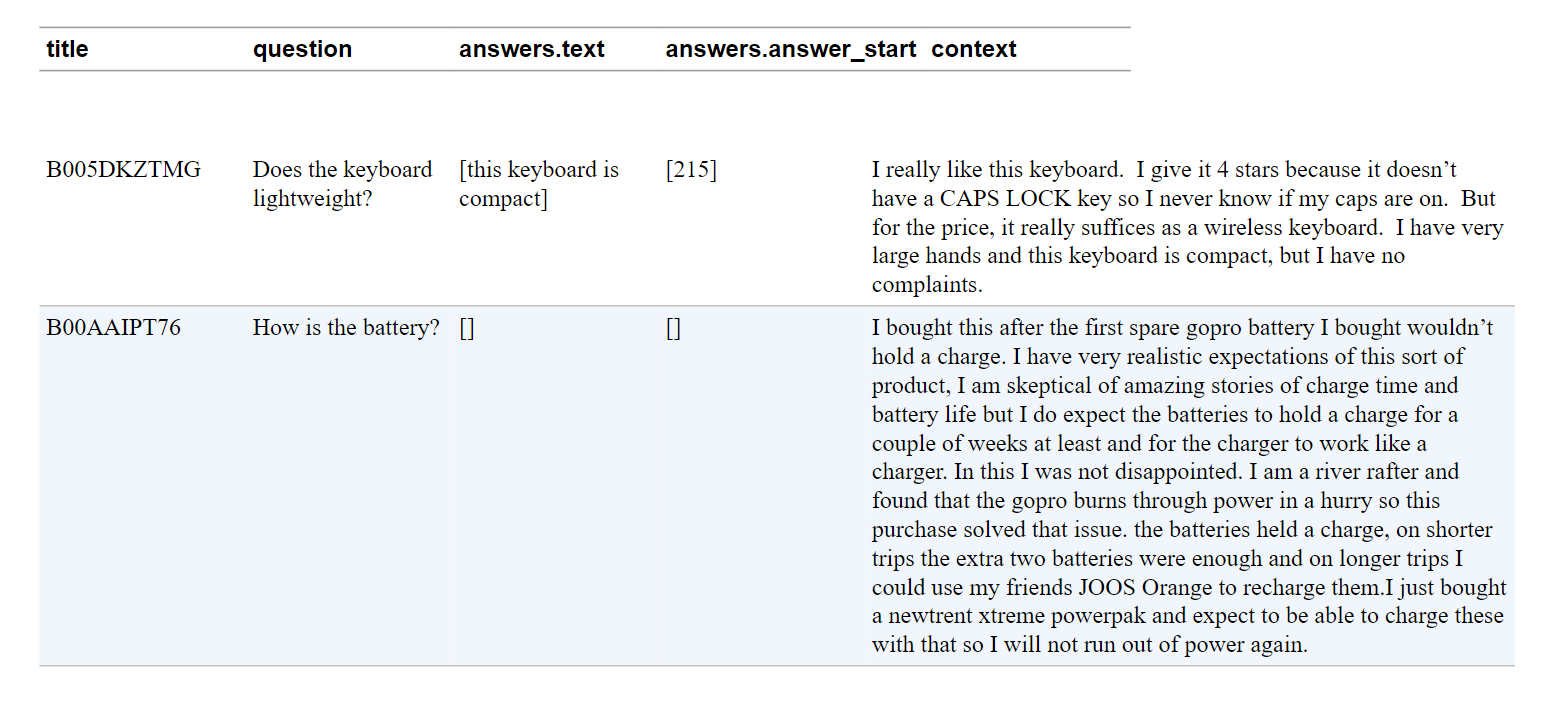 title question answers.text answers.answer_start context
B005DKZTMG Does the keyboard [this keyboard is [215] I really like this keyboard.  I give it 4 stars because it doesn’t
lightweight? compact] have a CAPS LOCK key so I never know if my caps are on.  But
for the price, it really suffices as a wireless keyboard.  I have very
large hands and this keyboard is compact, but I have no
complaints.
B00AAIPT76 How is the battery? [] [] I bought this after the first spare gopro battery I bought wouldn’t
hold a charge. I have very realistic expectations of this sort of
product, I am skeptical of amazing stories of charge time and
battery life but I do expect the batteries to hold a charge for a
couple of weeks at least and for the charger to work like a
charger. In this I was not disappointed. I am a river rafter and
found that the gopro burns through power in a hurry so this
purchase solved that issue. the batteries held a charge, on shorter
trips the extra two batteries were enough and on longer trips I
could use my friends JOOS Orange to recharge them.I just bought
a newtrent xtreme powerpak and expect to be able to charge these
with that so I will not run out of power again.